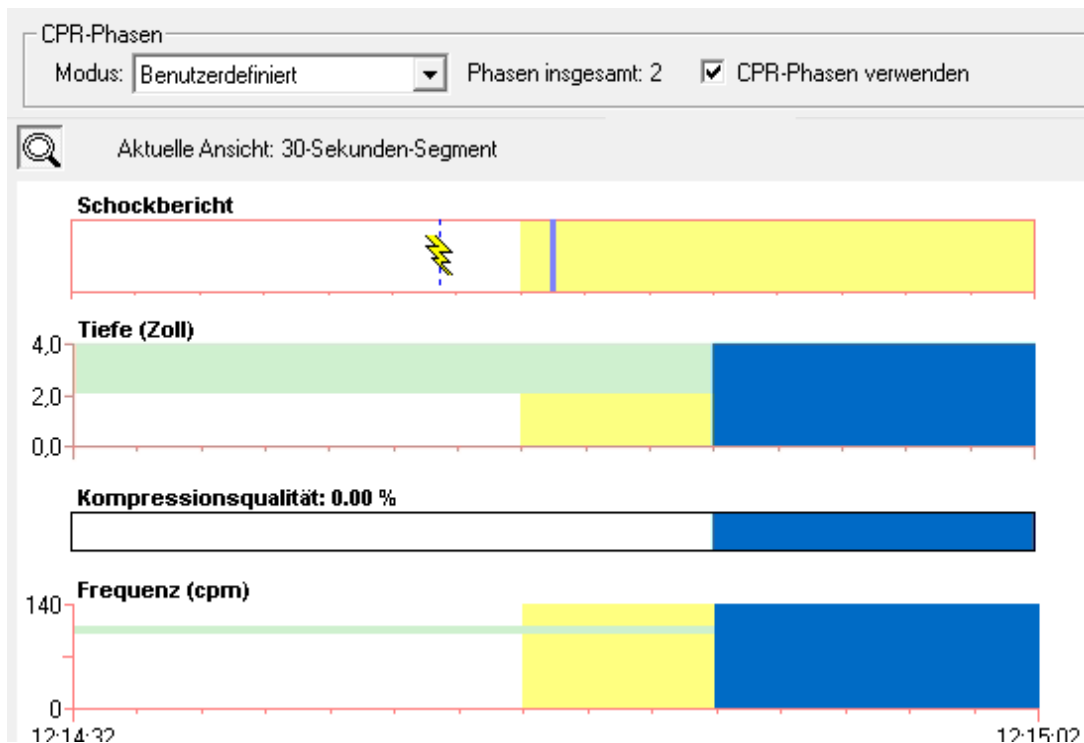 CPR-Phasen
Modus: Benutzerdefiniert Phasen insgesamt: 2 CPR-Phasen verwenden
Aktuelle Ansicht: 30-Sekunden-Segment
Schockbericht
Tiefe (Zoll)
4,0
2,0
0,0
Kompressionsqualität: 0.00 %
Frequenz (cpm)
140
0
12:14:32 12:15:02